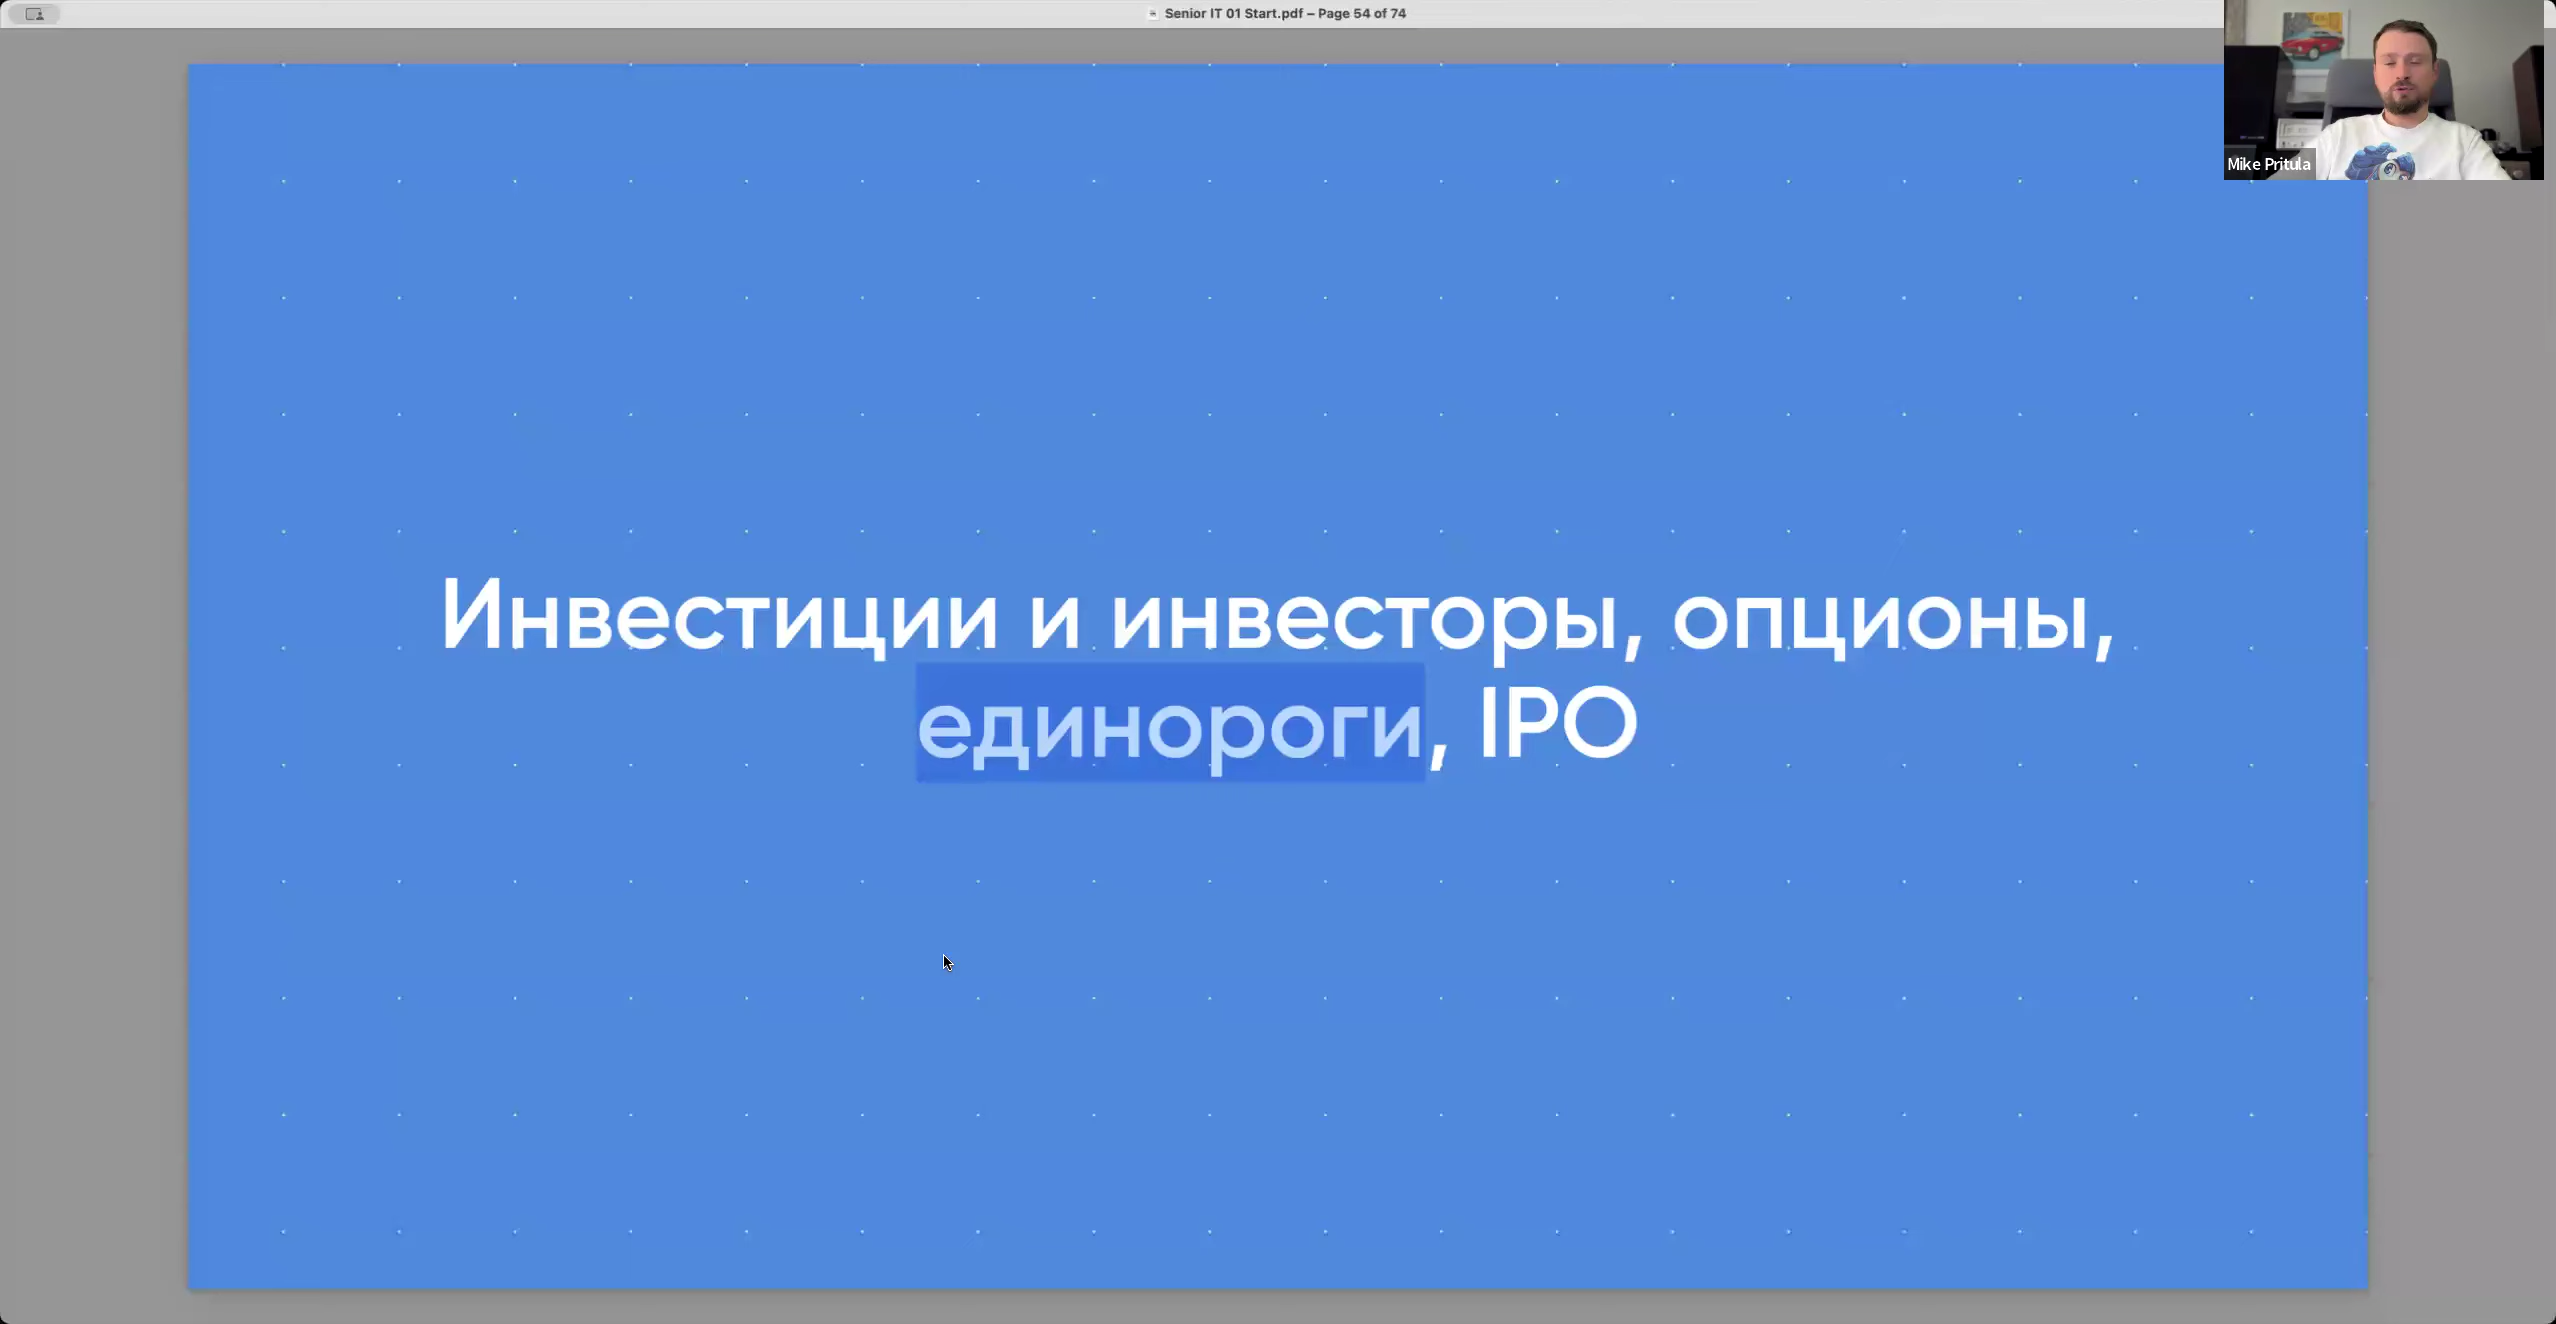 Senior IT 01 Start.pdf – Page 54 of 74
Mike Pritula
Инвестиции и инвесторы, опционы,
единороги, IPO